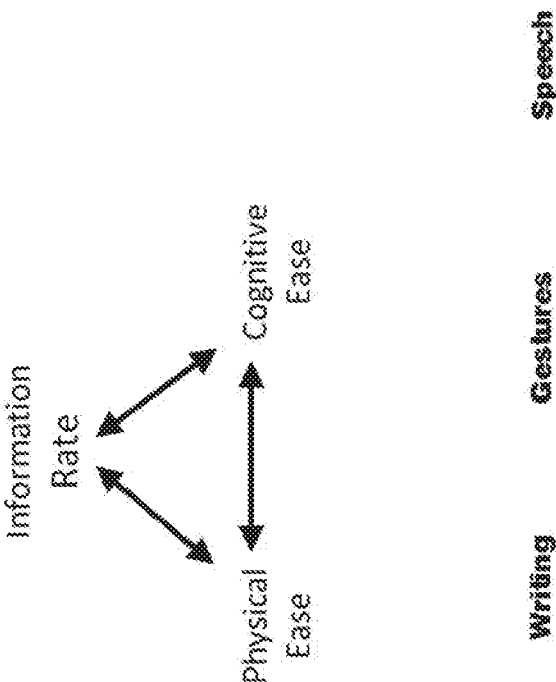 Information
Rate
Physical
Ease
Cognitive
Ease
Writing
Gestures
Speech